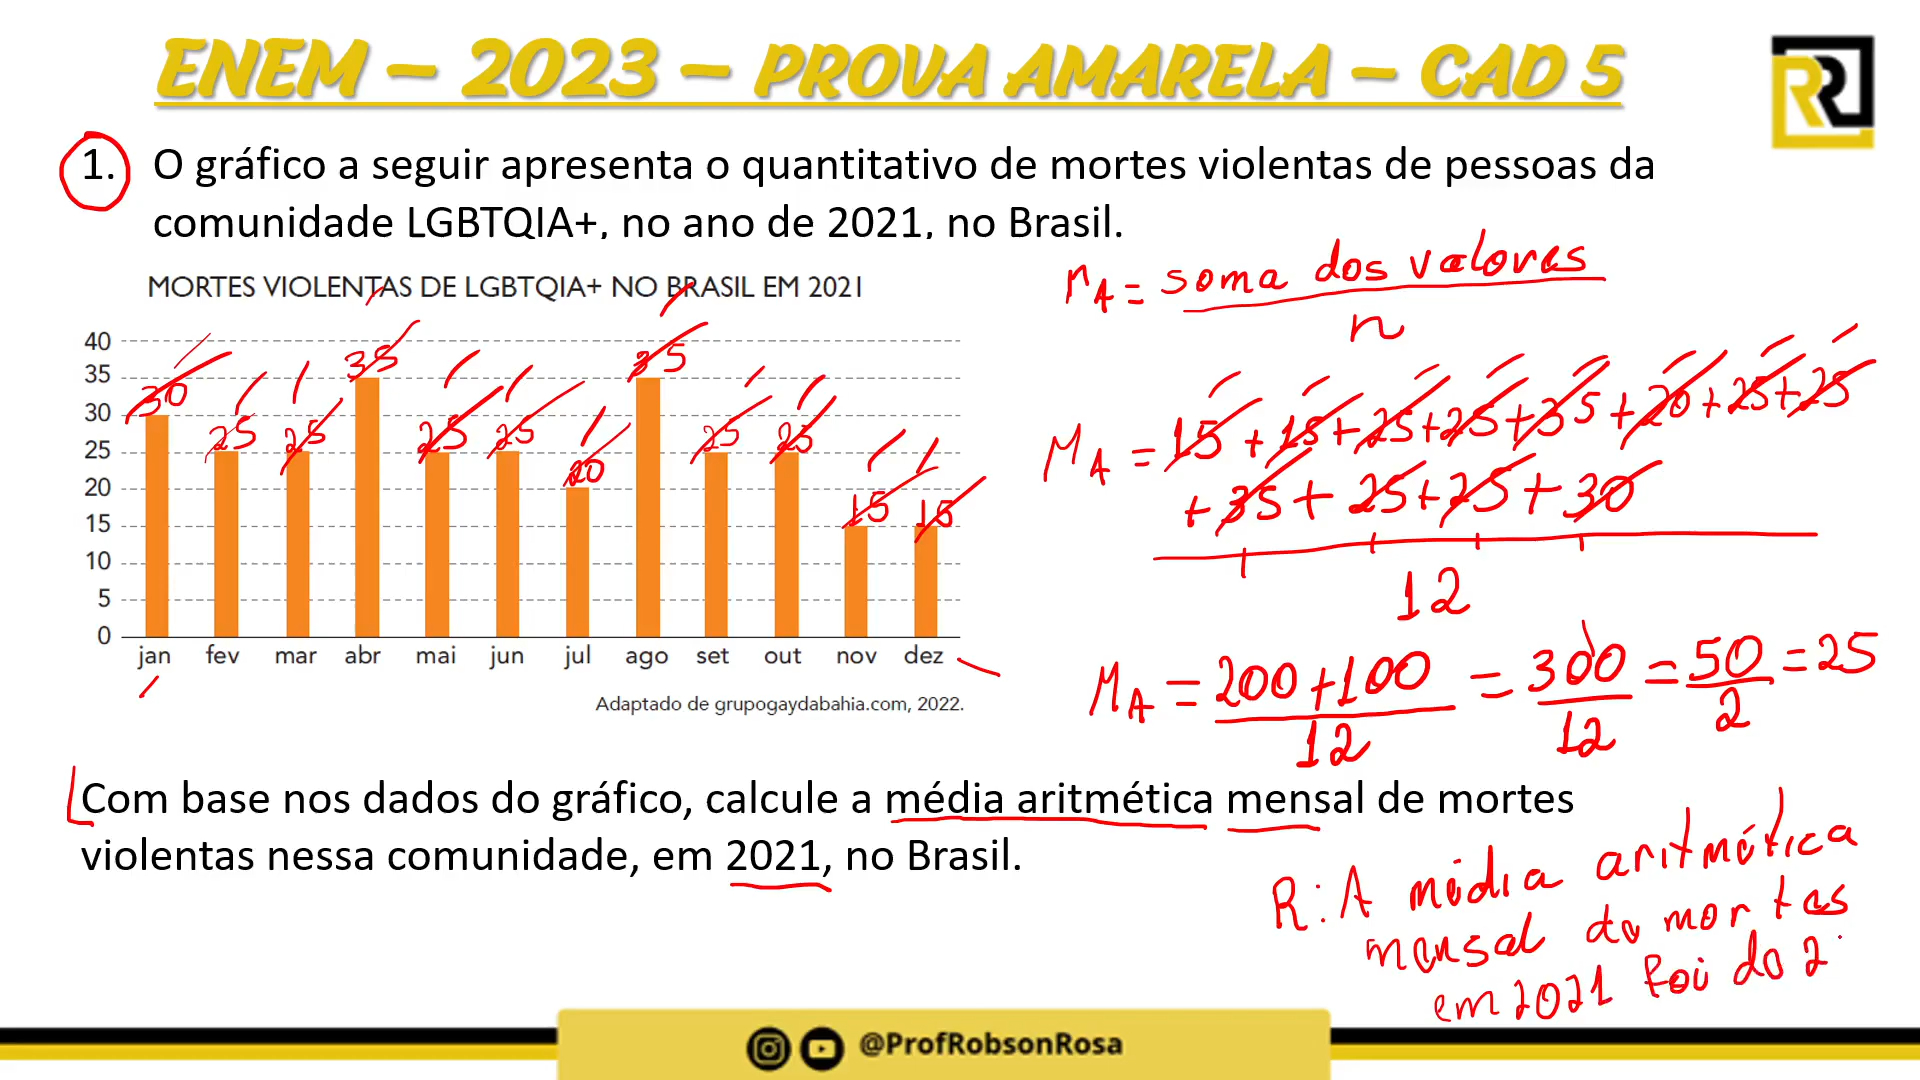 ENEM – 2023 – PROVA AMARELA – CAD 5
RR
1. O gráfico a seguir apresenta o quantitativo de mortes violentas de pessoas da
comunidade LGBTQIA+, no ano de 2021, no Brasil.
MORTES VIOLENTAS DE LGBTQIA+ NO BRASIL EM 2021
40
35
30
25
20
15
10
5
0
30 25 25 35 25 25 20 35 25 25 15 15
jan fev mar abr mai jun jul ago set out nov dez
Adaptado de grupogaydabahia.com, 2022.
MA = soma dos valores
n
MA = 15 + 15 + 25 + 25 + 35 + 20 + 25 + 25
+ 35 + 25 + 25 + 30
12
MA = 200 + 100 = 300 = 50 = 25
12 12 2
Com base nos dados do gráfico, calcule a média aritmética mensal de mortes
violentas nessa comunidade, em 2021, no Brasil.
R: A média aritmética
mensal de mortes
em 2021 foi de 2
@ProfRobsonRosa